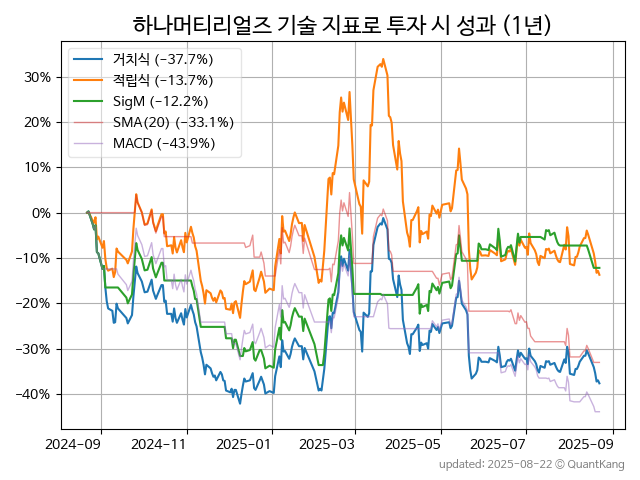 하나머티리얼즈 기술 지표로 투자 시 성과 (1년)
거치식 (−37.7%)
적립식 (−13.7%)
SigM (−12.2%)
SMA(20) (−33.1%)
MACD (−43.9%)
30%
20%
10%
0%
−10%
−20%
−30%
−40%
2024-09 2024-11 2025-01 2025-03 2025-05 2025-07 2025-09
updated: 2025-08-22 © QuantKang